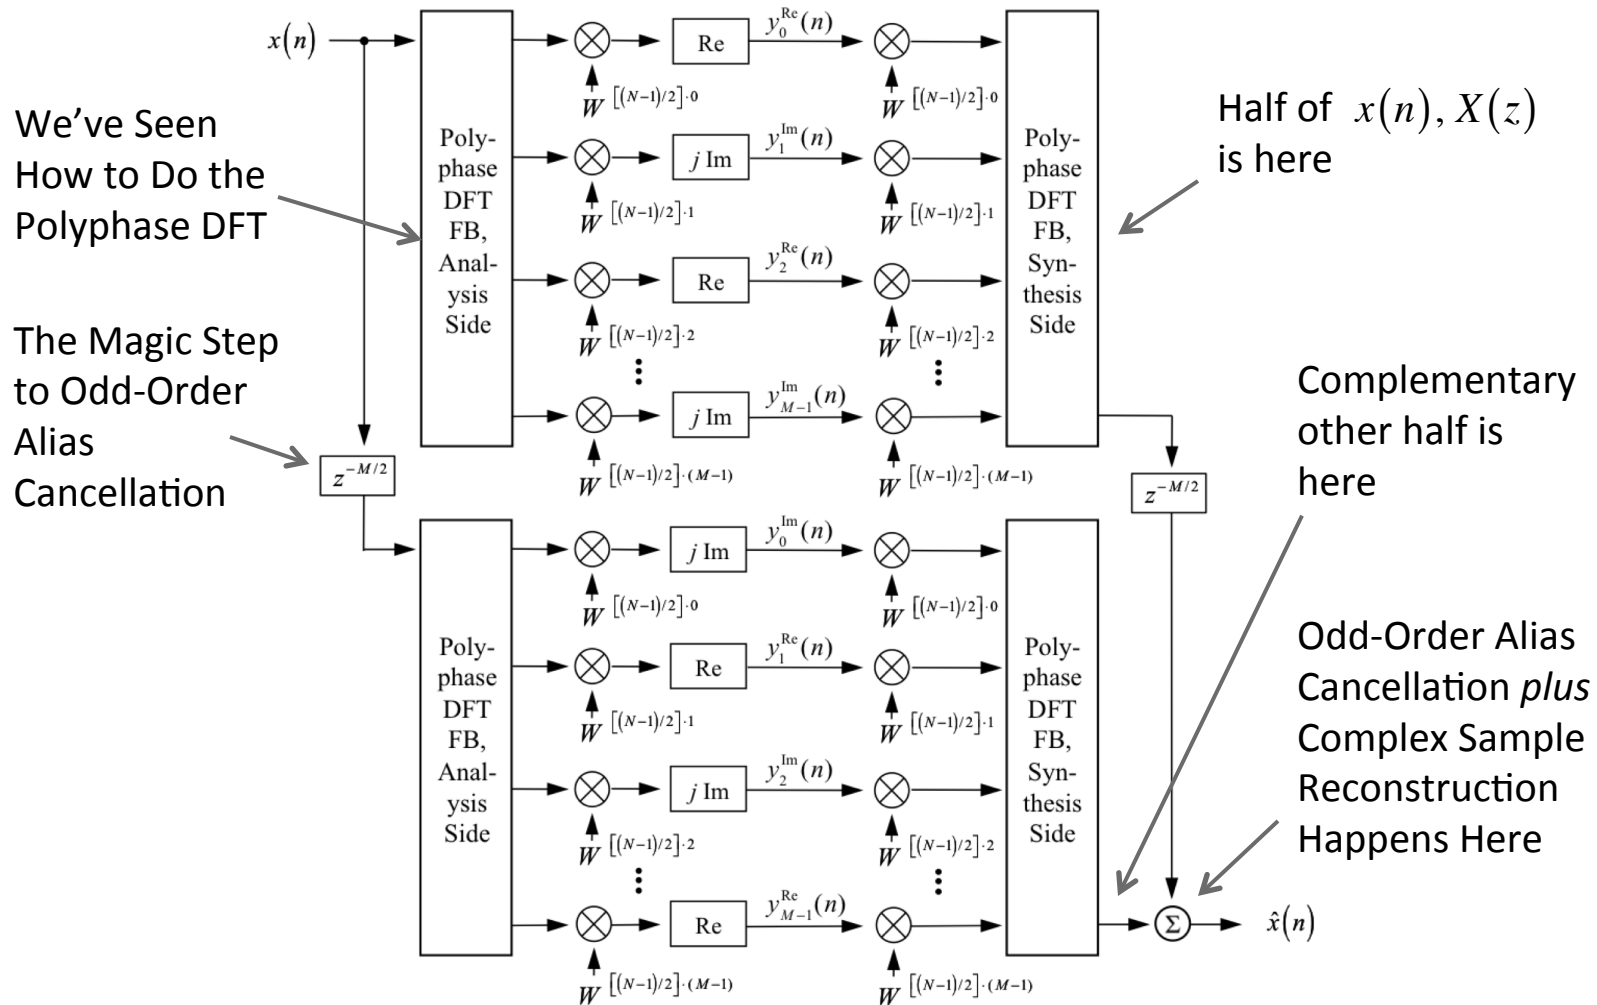 x(n)
We've Seen
How to Do the
Polyphase DFT
The Magic Step
to Odd-Order
Alias
Cancellation
z^{-M/2}
Poly-
phase
DFT
FB,
Anal-
ysis
Side
W^{[(N-1)/2]·0}
Re
y_0^{Re}(n)
W^{[(N-1)/2]·0}
W^{[(N-1)/2]·1}
j Im
y_1^{Im}(n)
W^{[(N-1)/2]·1}
W^{[(N-1)/2]·2}
Re
y_2^{Re}(n)
W^{[(N-1)/2]·2}
W^{[(N-1)/2]·(M-1)}
j Im
y_{M-1}^{Im}(n)
W^{[(N-1)/2]·(M-1)}
Poly-
phase
DFT
FB,
Syn-
thesis
Side
Half of x(n), X(z)
is here
z^{-M/2}
Complementary
other half is
here
Poly-
phase
DFT
FB,
Anal-
ysis
Side
W^{[(N-1)/2]·0}
j Im
y_0^{Im}(n)
W^{[(N-1)/2]·0}
W^{[(N-1)/2]·1}
Re
y_1^{Re}(n)
W^{[(N-1)/2]·1}
W^{[(N-1)/2]·2}
j Im
y_2^{Im}(n)
W^{[(N-1)/2]·2}
W^{[(N-1)/2]·(M-1)}
Re
y_{M-1}^{Re}(n)
W^{[(N-1)/2]·(M-1)}
Poly-
phase
DFT
FB,
Syn-
thesis
Side
Odd-Order Alias
Cancellation plus
Complex Sample
Reconstruction
Happens Here
Σ
x̂(n)